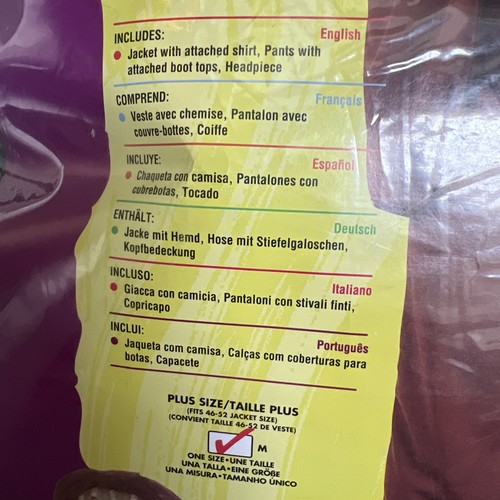 INCLUDES: English
Jacket with attached shirt, Pants with
attached boot tops, Headpiece
COMPREND: Français
Veste avec chemise, Pantalon avec
couvre-bottes, Coiffe
INCLUYE: Español
Chaqueta con camisa, Pantalones con
cubrebotas, Tocado
ENTHÄLT: Deutsch
Jacke mit Hemd, Hose mit Stiefelgaloschen,
Kopfbedeckung
INCLUSO: Italiano
Giacca con camicia, Pantaloni con stivali finti,
Copricapo
INCLUI: Português
Jaqueta com camisa, Calças com coberturas para
botas, Capacete
PLUS SIZE/TAILLE PLUS
(FITS 46-52 JACKET SIZE)
(CONVIENT TAILLE 46-52 DE VESTE)
M
ONE SIZE•UNE TAILLE
UNA TALLA•EINE GRÖßE
UNA MISURA•TAMANHO ÚNICO